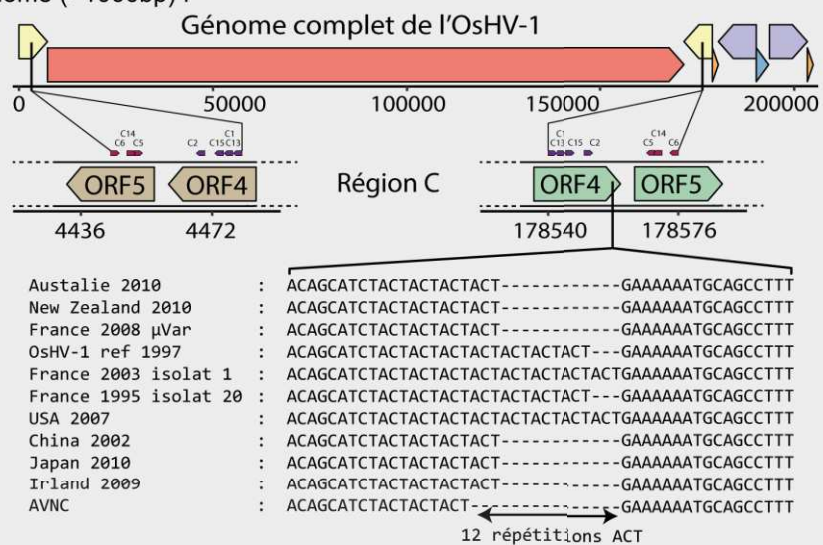 Génome complet de l'OsHV-1
0 50000 100000 150000 200000
C14 C1 C1 C14
C6 C5 C2 C15 C13 C13 C15 C2 C5 C6
ORF5 ORF4 Région C ORF4 ORF5
4436 4472 178540 178576
Austalie 2010 : ACAGCATCTACTACTACTACT------------GAAAAAATGCAGCCTTT
New Zealand 2010 : ACAGCATCTACTACTACTACT------------GAAAAAATGCAGCCTTT
France 2008 µVar : ACAGCATCTACTACTACTACT------------GAAAAAATGCAGCCTTT
OsHV-1 ref 1997 : ACAGCATCTACTACTACTACTACTACTACT---GAAAAAATGCAGCCTTT
France 2003 isolat 1 : ACAGCATCTACTACTACTACTACTACTACTACTGAAAAAATGCAGCCTTT
France 1995 isolat 20 : ACAGCATCTACTACTACTACTACTACTACT---GAAAAAATGCAGCCTTT
USA 2007 : ACAGCATCTACTACTACTACTACTACTACTACTGAAAAAATGCAGCCTTT
China 2002 : ACAGCATCTACTACTACTACT------------GAAAAAATGCAGCCTTT
Japan 2010 : ACAGCATCTACTACTACTACT------------GAAAAAATGCAGCCTTT
Irland 2009 : ACAGCATCTACTACTACTACT------------GAAAAAATGCAGCCTTT
AVNC : ACAGCATCTACTACTACT---------------GAAAAAATGCAGCCTTT
12 répétitions ACT